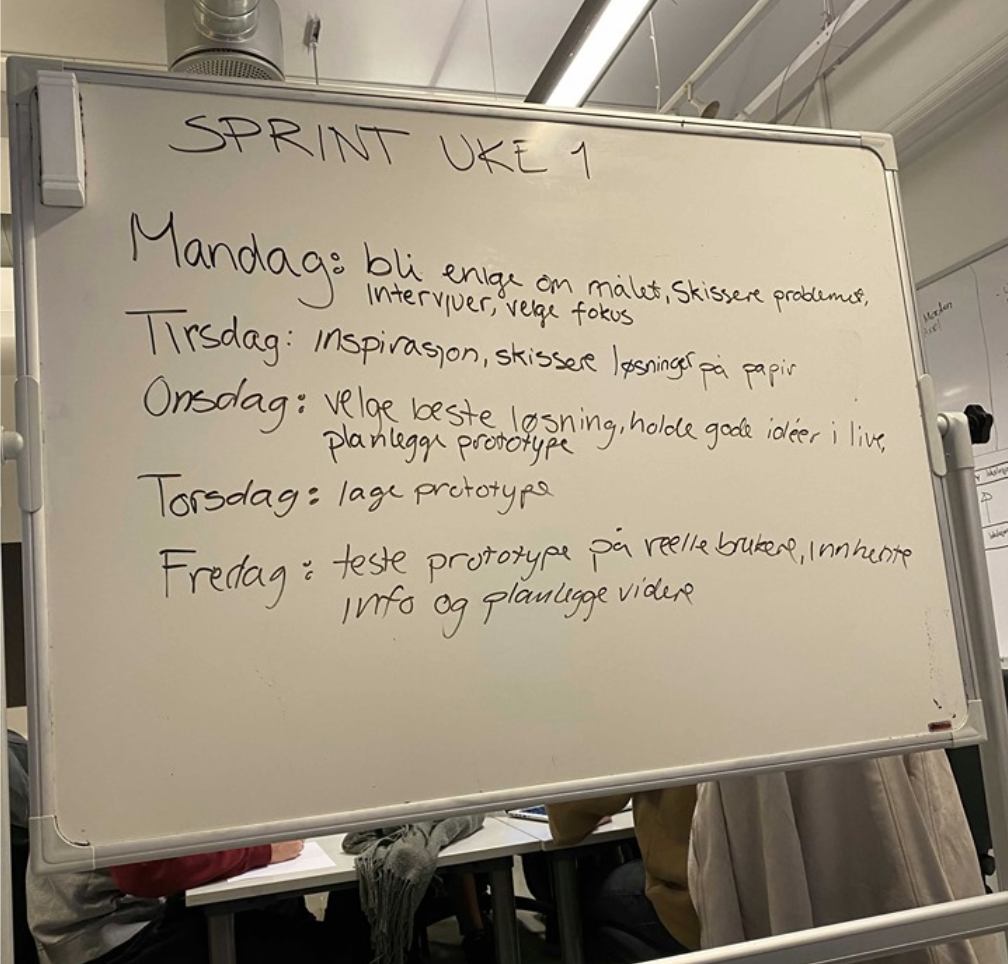 SPRINT UKE 1
Mandag: bli enige om målet, skissere problemet,
intervjuer, velge fokus
Tirsdag: inspirasjon, skissere løsninger på papir
Onsdag: velge beste løsning, holde gode idéer i live,
planlegge prototype
Torsdag: lage prototype
Fredag: teste prototype på reelle brukere, innhente
info og planlegge videre